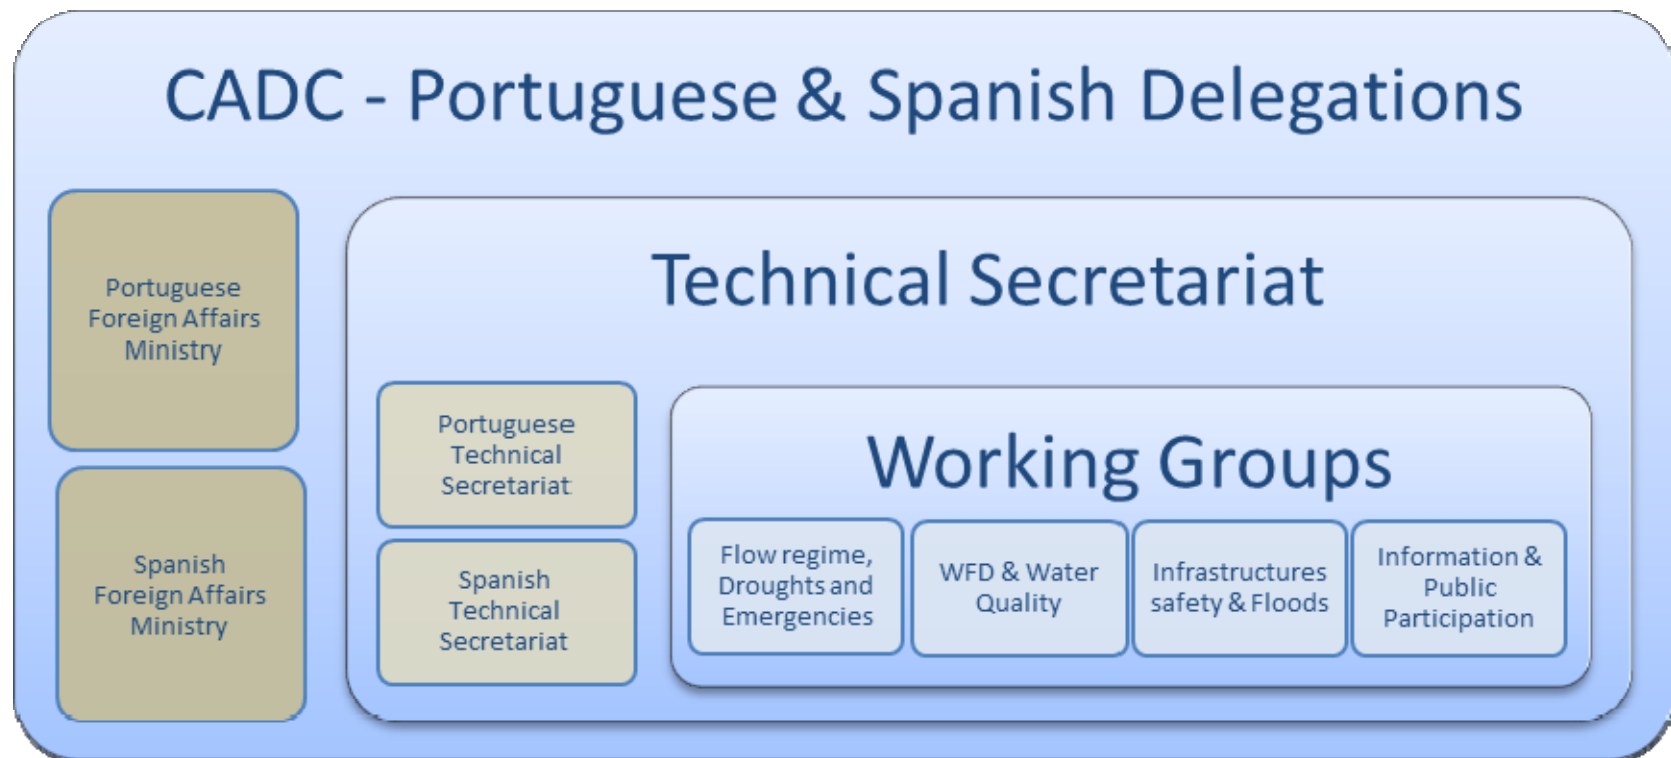 CADC - Portuguese & Spanish Delegations
Portuguese
Foreign Affairs
Ministry
Spanish
Foreign Affairs
Ministry
Technical Secretariat
Portuguese
Technical
Secretariat
Spanish
Technical
Secretariat
Working Groups
Flow regime,
Droughts and
Emergencies
WFD & Water
Quality
Infrastructures
safety & Floods
Information &
Public
Participation